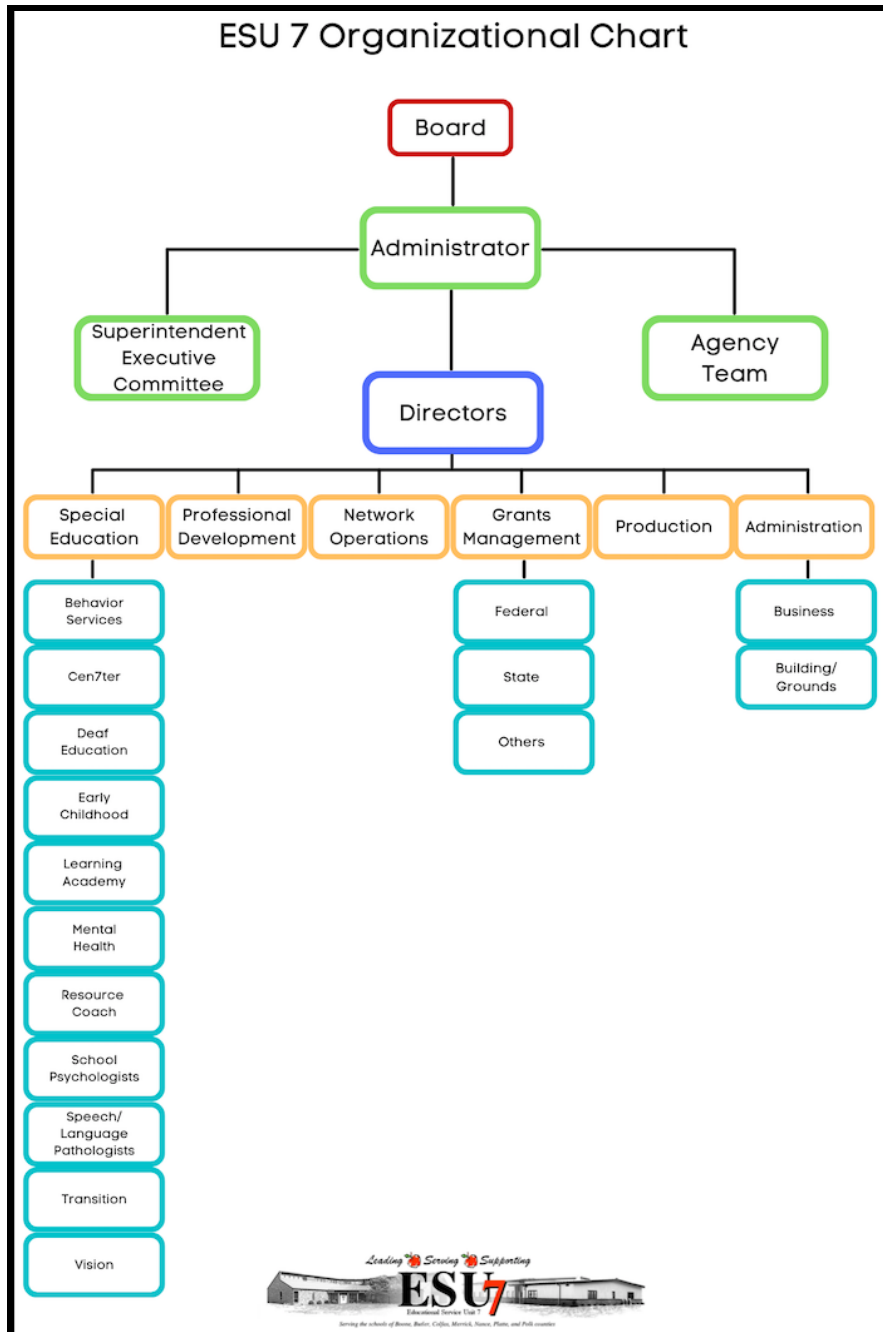 ESU 7 Organizational Chart
Board
Administrator
Superintendent
Executive
Committee
Agency
Team
Directors
Special
Education
Professional
Development
Network
Operations
Grants
Management
Production
Administration
Behavior
Services
Cen7ter
Deaf
Education
Early
Childhood
Learning
Academy
Mental
Health
Resource
Coach
School
Psychologists
Speech/
Language
Pathologists
Transition
Vision
Federal
State
Others
Business
Building/
Grounds
Leading Serving Supporting
ESU7
Educational Service Unit 7
Serving the schools of Boone, Butler, Colfax, Merrick, Nance, Platte, and Polk counties